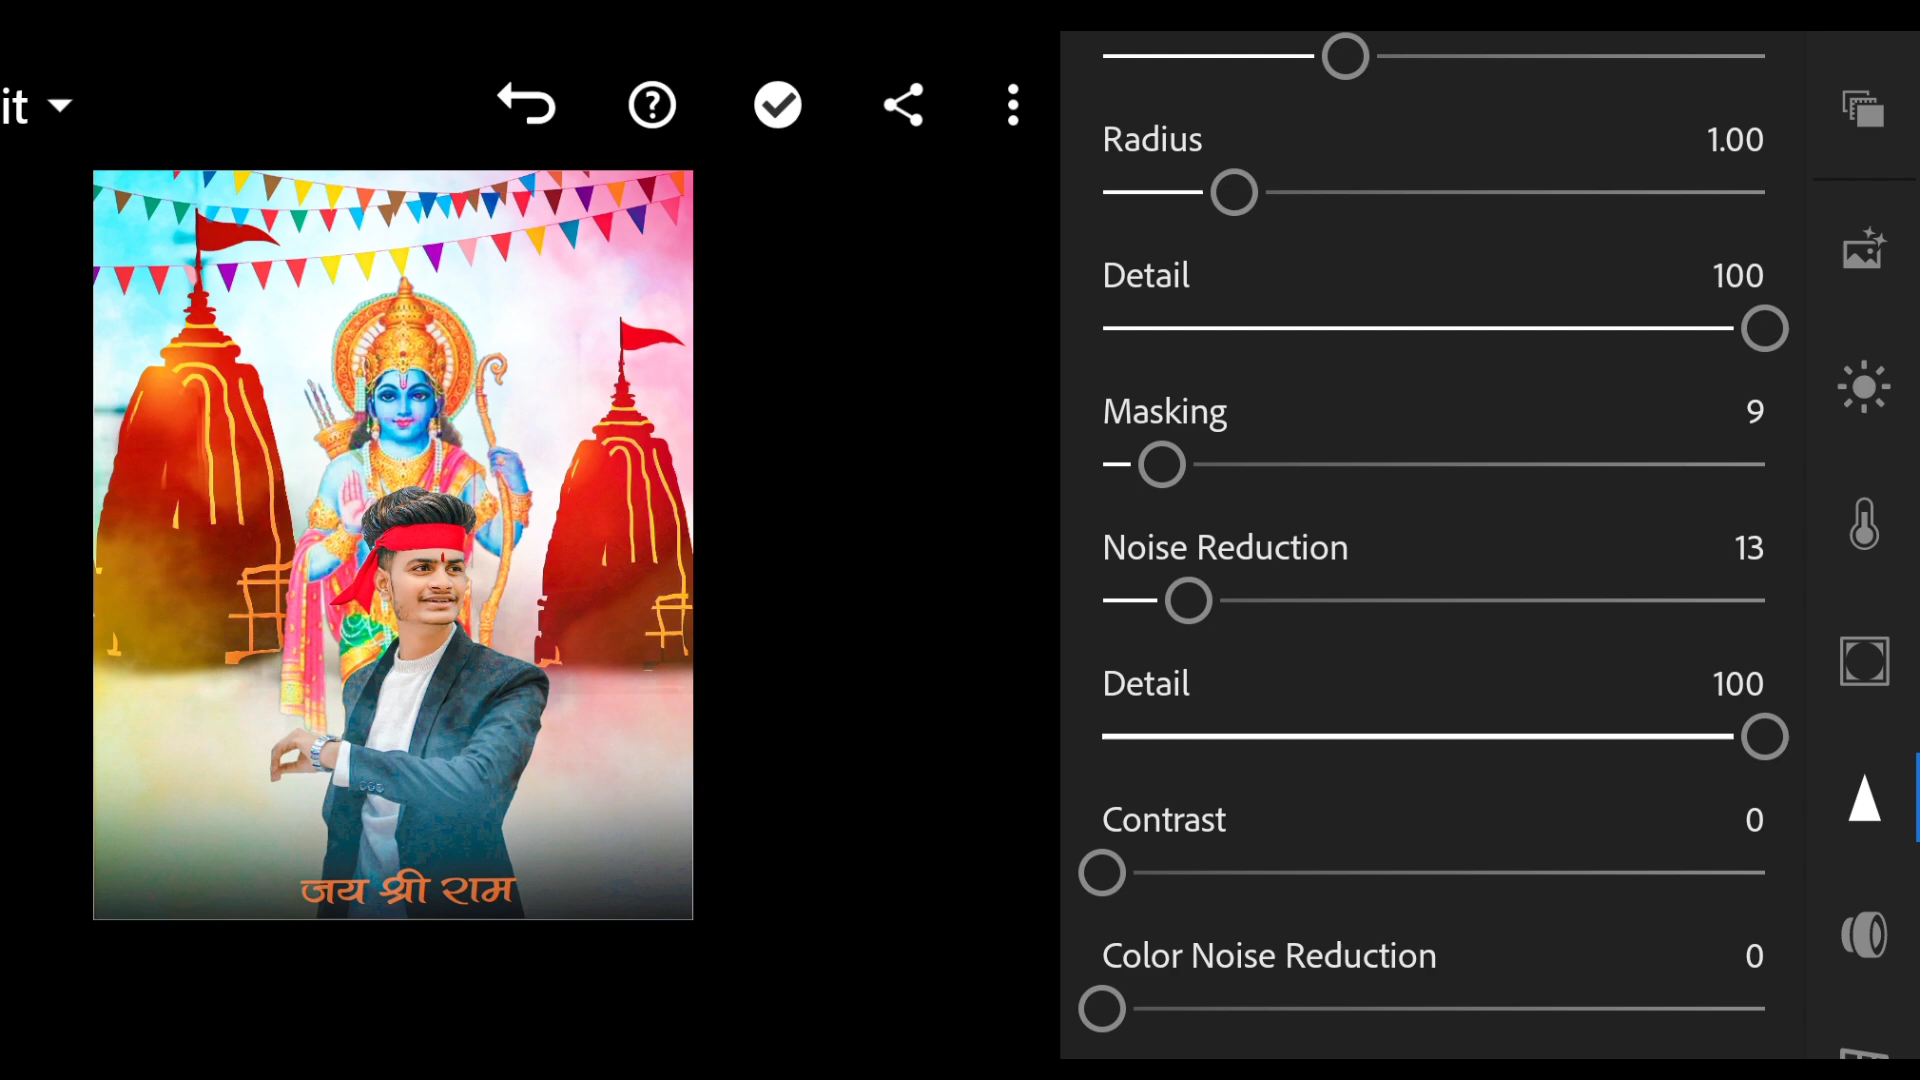 it
Radius 1.00
Detail 100
Masking 9
Noise Reduction 13
Detail 100
Contrast 0
Color Noise Reduction 0
जय श्री राम